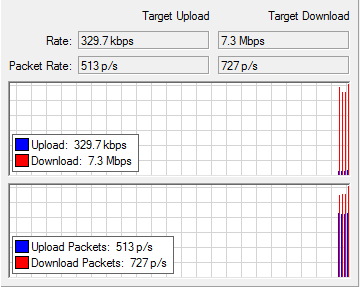 Target Upload Target Download
Rate: 329.7 kbps 7.3 Mbps
Packet Rate: 513 p/s 727 p/s
Upload: 329.7 kbps
Download: 7.3 Mbps
Upload Packets: 513 p/s
Download Packets: 727 p/s